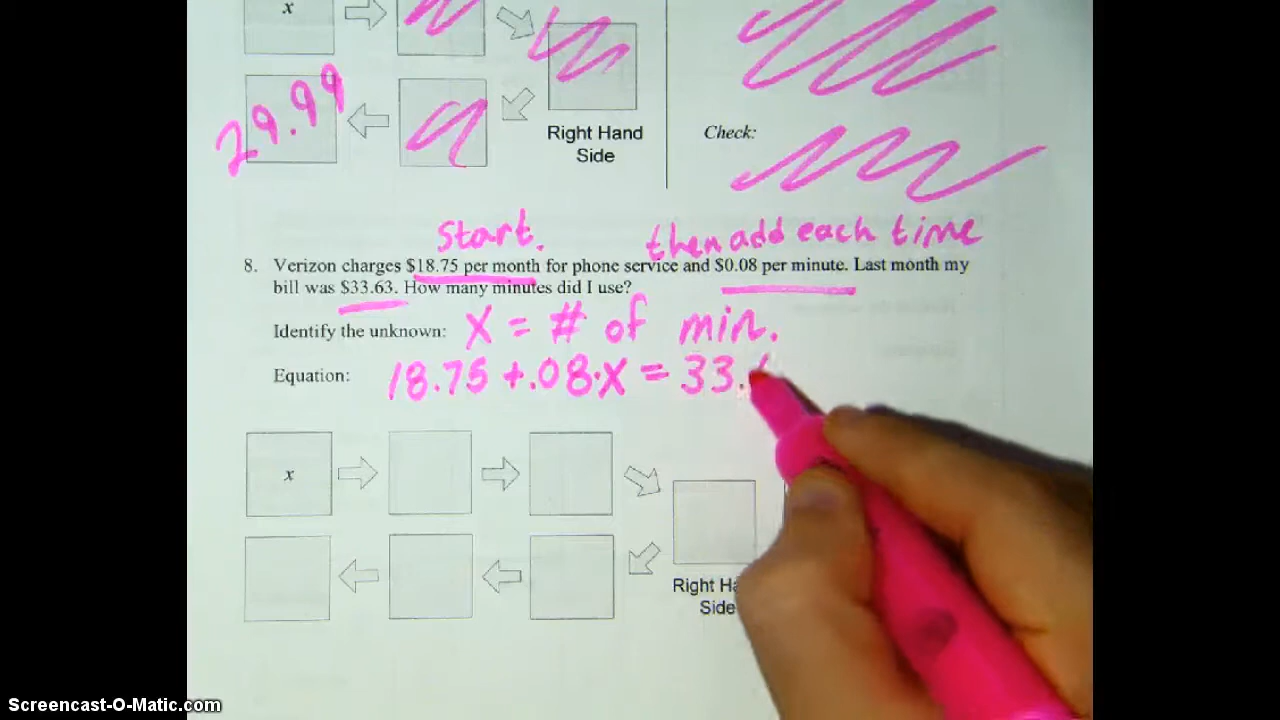 x
29.99
Right Hand
Side
Check:
Start.
then add each time
8. Verizon charges $18.75 per month for phone service and $0.08 per minute. Last month my
bill was $33.63. How many minutes did I use?
Identify the unknown: X = # of min.
Equation: 18.75 + .08 · X = 33.
x
Right Ha
Side
Screencast-O-Matic.com